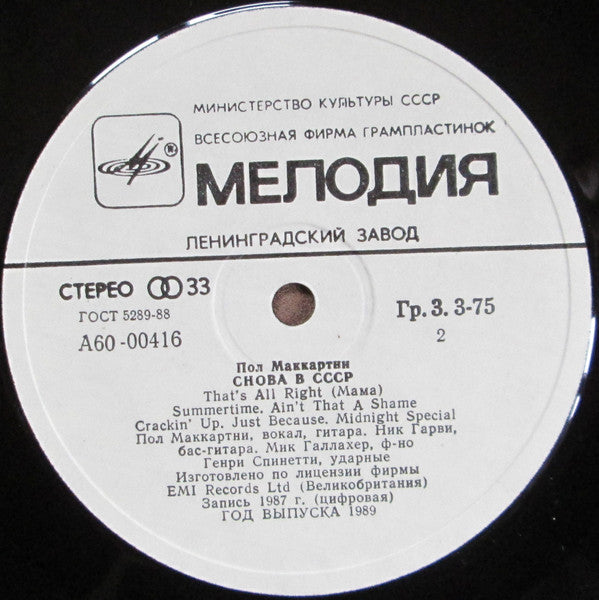 МИНИСТЕРСТВО КУЛЬТУРЫ СССР
ВСЕСОЮЗНАЯ ФИРМА ГРАМПЛАСТИНОК
®
МЕЛОДИЯ
ЛЕНИНГРАДСКИЙ ЗАВОД
СТЕРЕО 33
ГОСТ 5289-88
А60-00416
Гр. 3. 3-75
2
Пол Маккартни
СНОВА В СССР
That's All Right (Мама)
Summertime. Ain't That A Shame
Crackin' Up. Just Because. Midnight Special
Пол Маккартни, вокал, гитара. Ник Гарви,
бас-гитара. Мик Галлахер, ф-но
Генри Спинетти, ударные
Изготовлено по лицензии фирмы
EMI Records Ltd (Великобритания)
Запись 1987 г. (цифровая)
ГОД ВЫПУСКА 1989